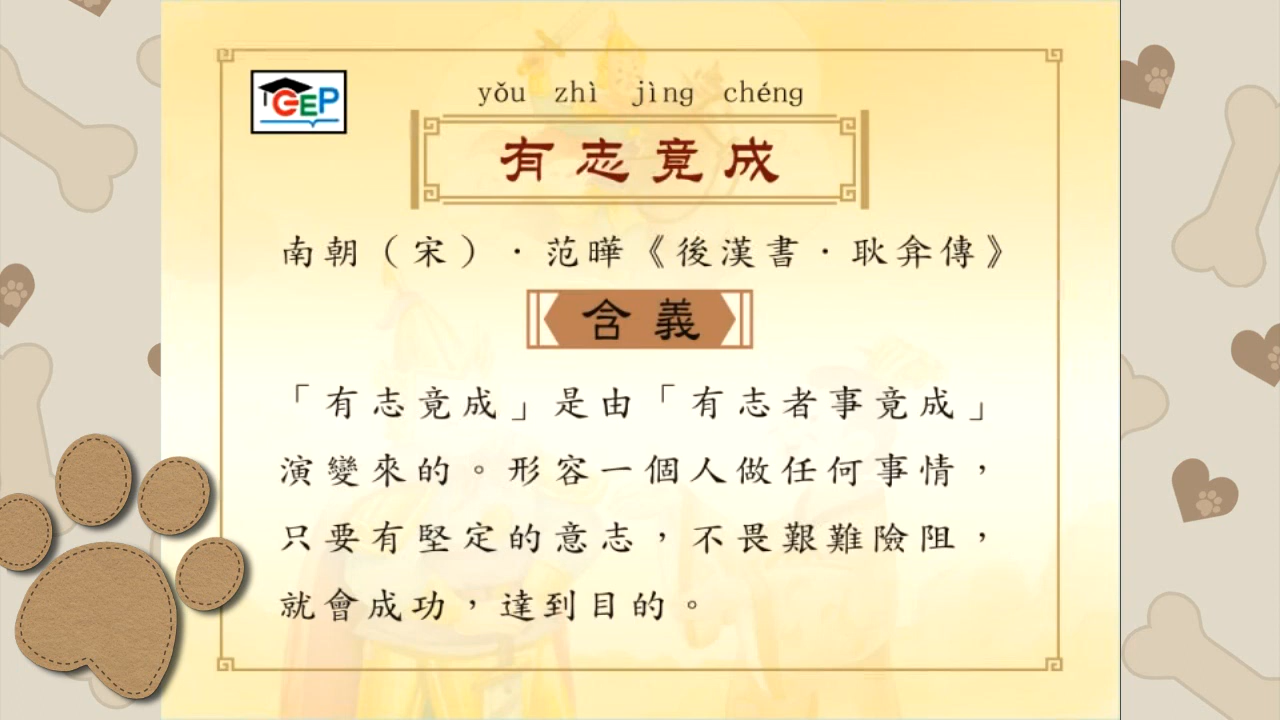 GEP
yǒu zhì jìng chéng
有志竟成
南朝（宋）·范曄《後漢書·耿弇傳》
含義
「有志竟成」是由「有志者事竟成」
演變來的。形容一個人做任何事情，
只要有堅定的意志，不畏艱難險阻，
就會成功，達到目的。